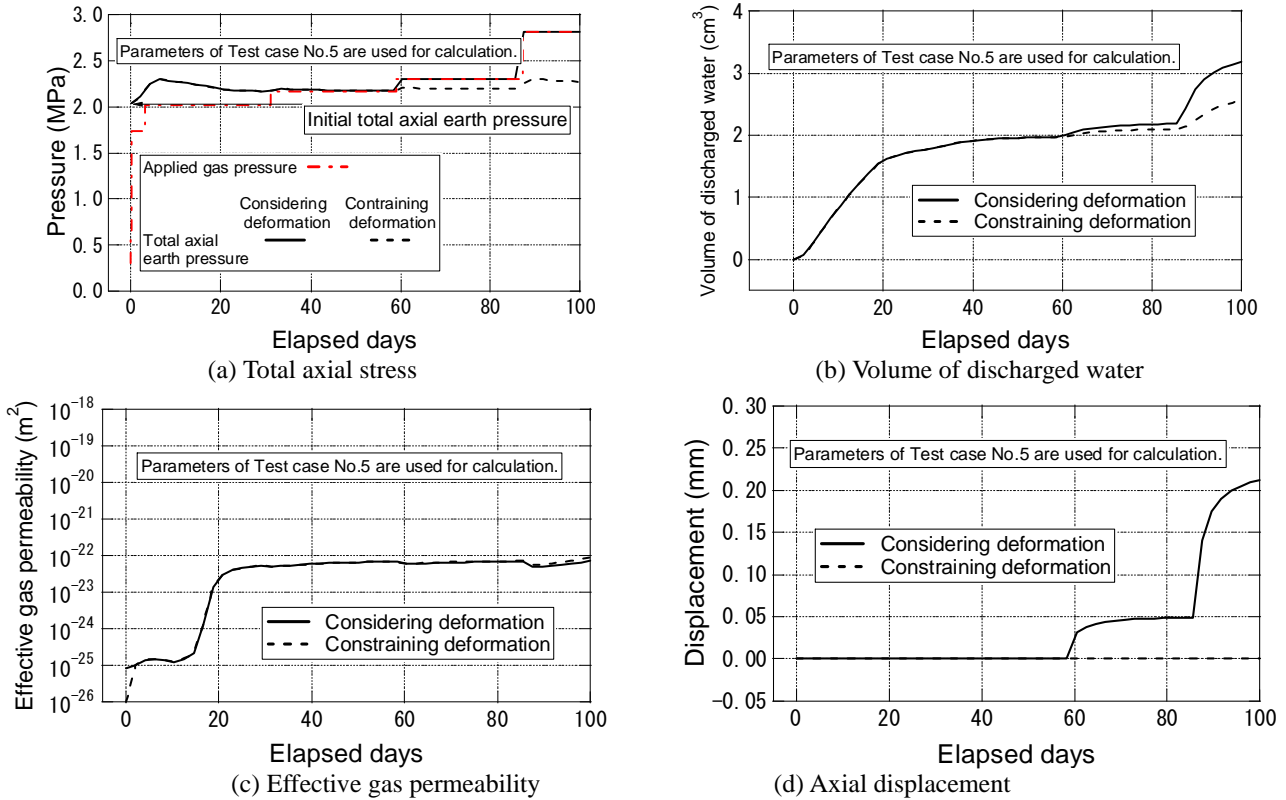 Pressure (MPa)
3.0
2.5
2.0
1.5
1.0
0.5
0.0
Parameters of Test case No.5 are used for calculation.
Initial total axial earth pressure
Applied gas pressure
Considering deformation
Contraining deformation
Total axial earth pressure
0 20 40 60 80 100
Elapsed days
(a) Total axial stress
Volume of discharged water (cm³)
4
3
2
1
0
Parameters of Test case No.5 are used for calculation.
Considering deformation
Constraining deformation
0 20 40 60 80 100
Elapsed days
(b) Volume of discharged water
Effective gas permeability (m²)
10⁻¹⁸
10⁻¹⁹
10⁻²⁰
10⁻²¹
10⁻²²
10⁻²³
10⁻²⁴
10⁻²⁵
10⁻²⁶
Parameters of Test case No.5 are used for calculation.
Considering deformation
Constraining deformation
0 20 40 60 80 100
Elapsed days
(c) Effective gas permeability
Displacement (mm)
0.30
0.25
0.20
0.15
0.10
0.05
0.00
-0.05
Parameters of Test case No.5 are used for calculation.
Considering deformation
Constraining deformation
0 20 40 60 80 100
Elapsed days
(d) Axial displacement